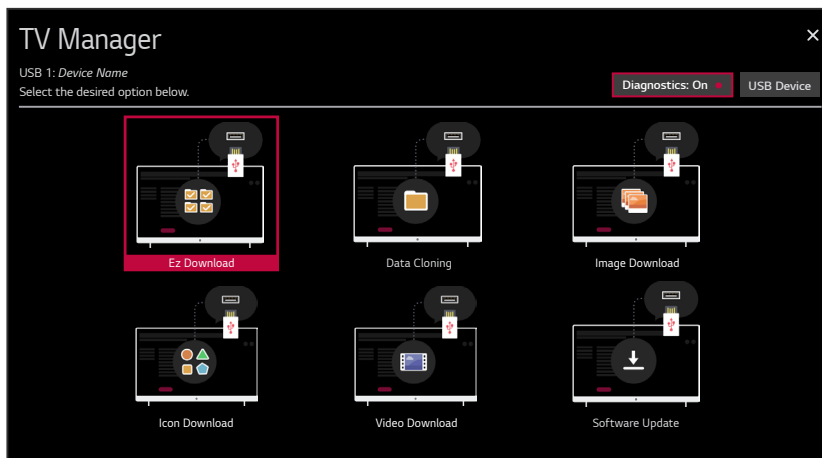 TV Manager
USB 1: Device Name
Select the desired option below.
Diagnostics: On
USB Device
Ez Download
Data Cloning
Image Download
Icon Download
Video Download
Software Update